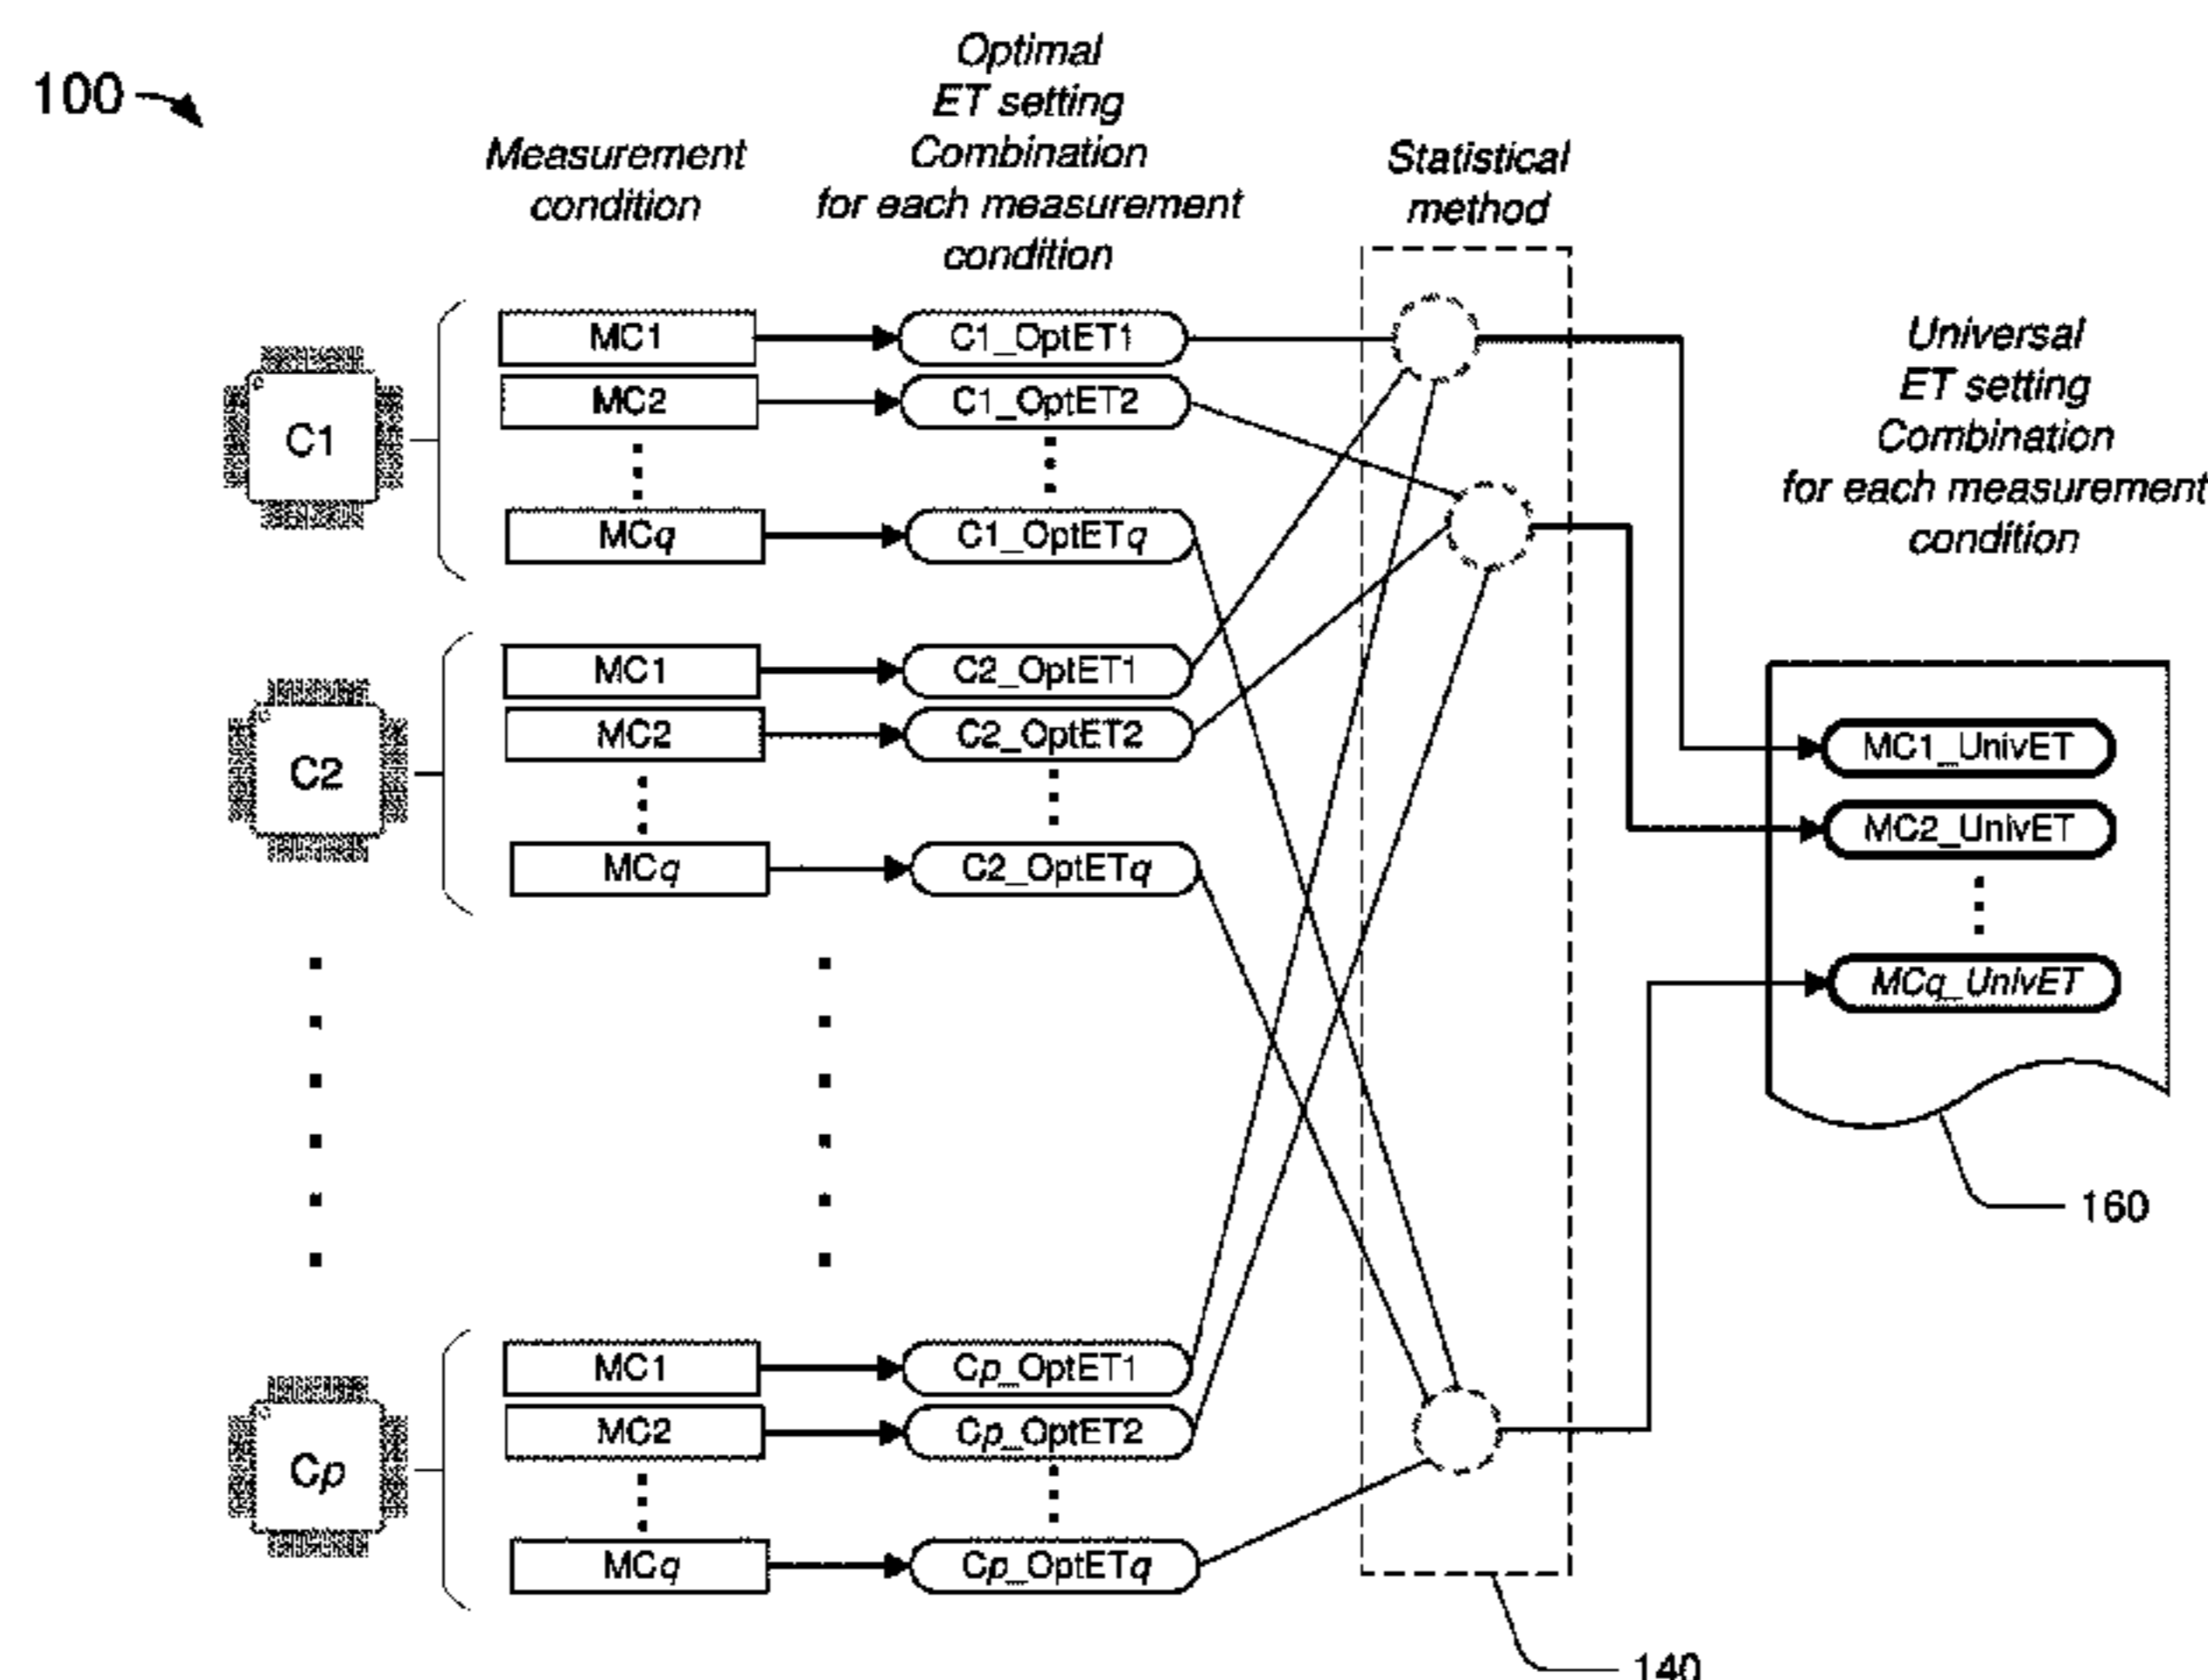 100
Measurement
condition
Optimal
ET setting
Combination
for each measurement
condition
Statistical
method
Universal
ET setting
Combination
for each measurement
condition
C1
MC1
C1_OptET1
MC2
C1_OptET2
MCq
C1_OptETq
C2
MC1
C2_OptET1
MC2
C2_OptET2
MCq
C2_OptETq
MC1_UnivET
MC2_UnivET
MCq_UnivET
160
Cp
MC1
Cp_OptET1
MC2
Cp_OptET2
MCq
Cp_OptETq
140